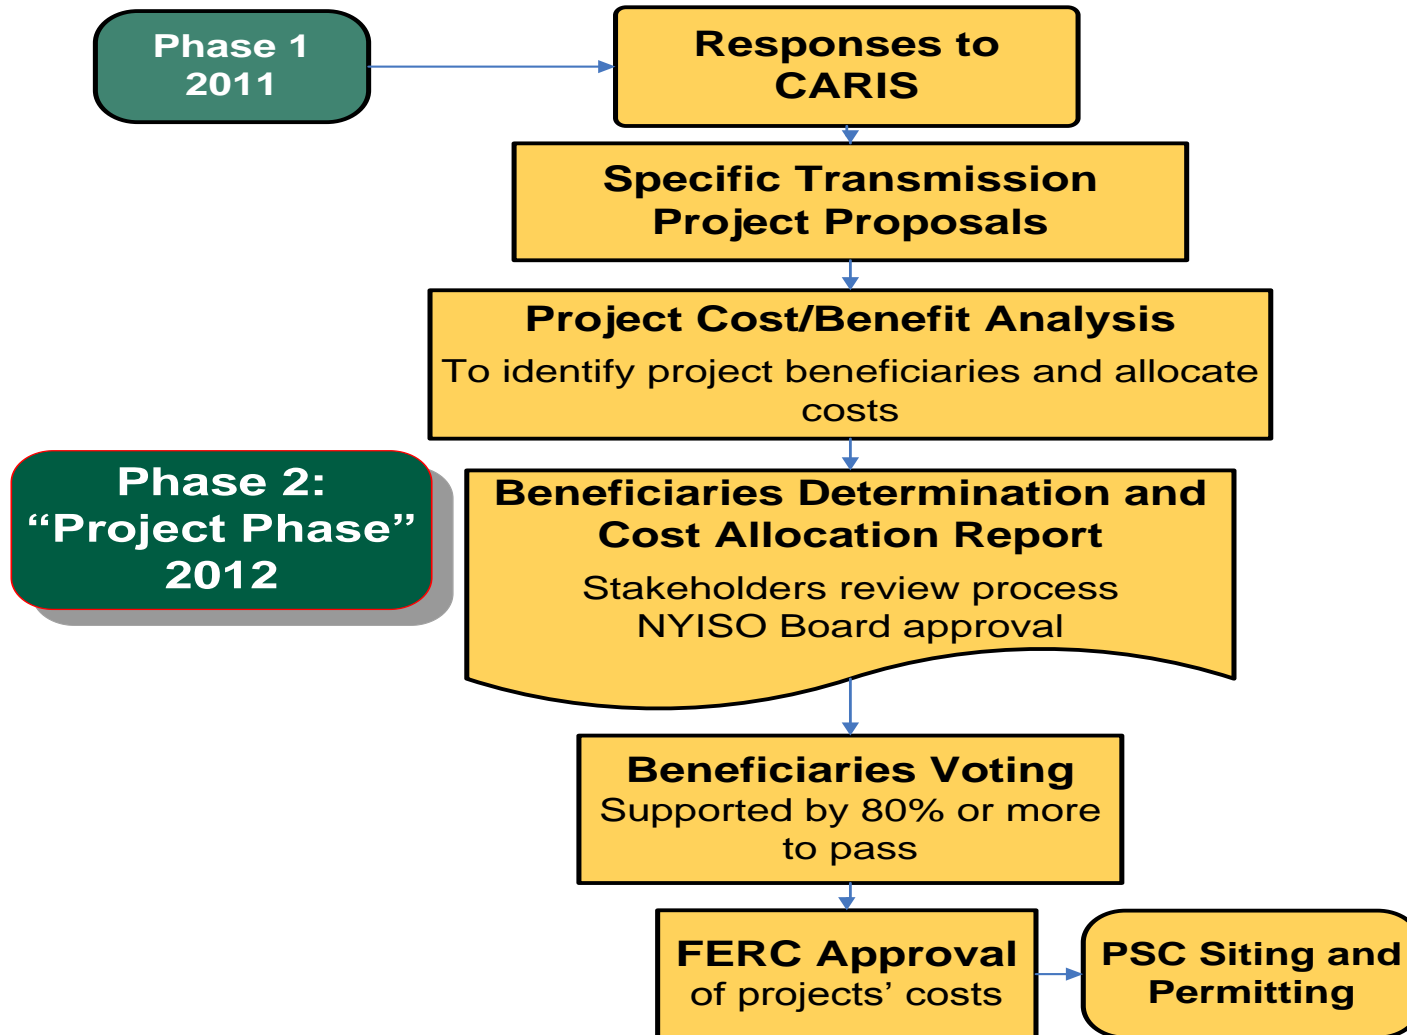 Phase 1
2011
Responses to
CARIS
Specific Transmission
Project Proposals
Project Cost/Benefit Analysis
To identify project beneficiaries and allocate
costs
Phase 2:
“Project Phase”
2012
Beneficiaries Determination and
Cost Allocation Report
Stakeholders review process
NYISO Board approval
Beneficiaries Voting
Supported by 80% or more
to pass
FERC Approval
of projects’ costs
PSC Siting and
Permitting